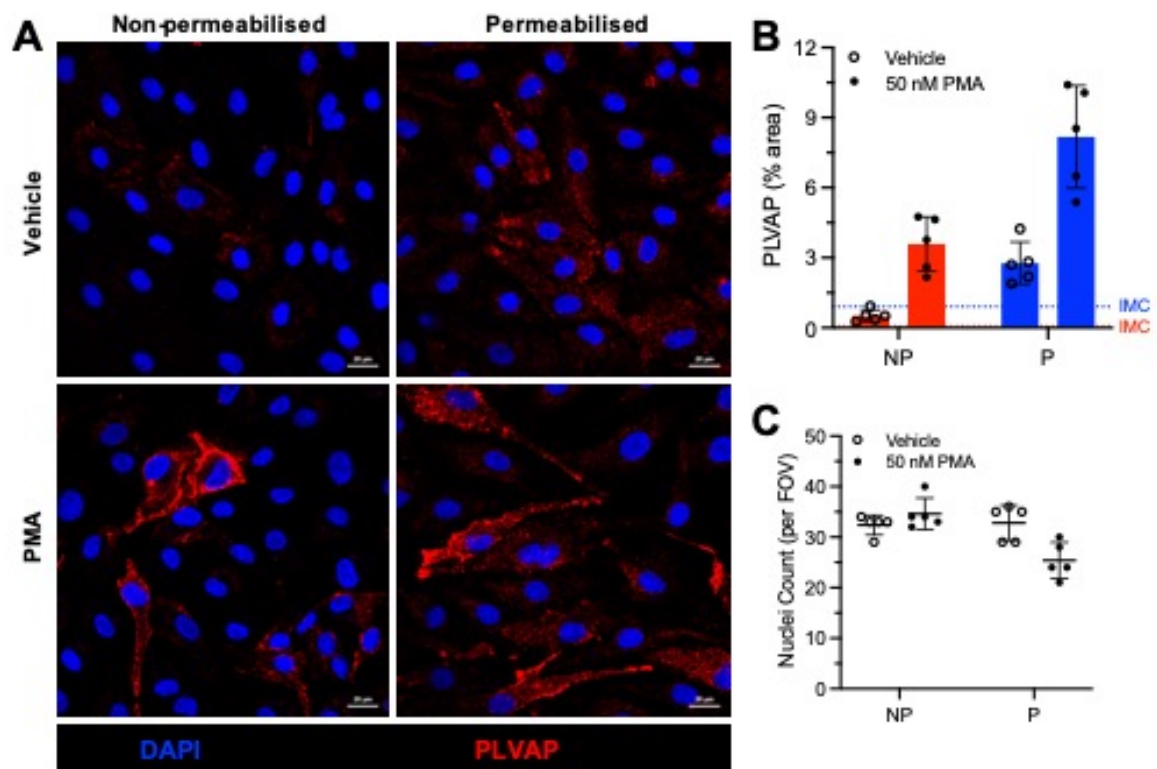 A
Non-permeabilised
Permeabilised
Vehicle
PMA
DAPI
PLVAP
B
PLVAP (% area)
12
9
6
3
0
Vehicle
50 nM PMA
IMC
IMC
NP
P
C
Nuclei Count (per FOV)
50
40
30
20
10
0
Vehicle
50 nM PMA
NP
P